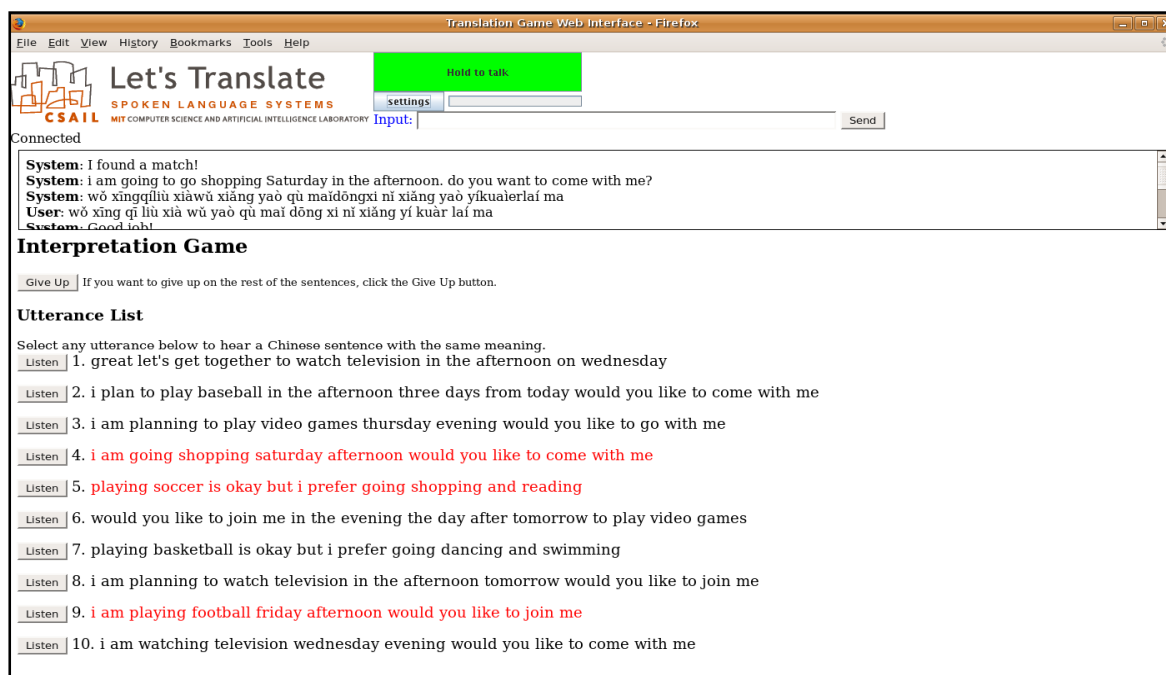 Translation Game Web Interface - Firefox
File Edit View History Bookmarks Tools Help
Let's Translate
SPOKEN LANGUAGE SYSTEMS
CSAIL MIT COMPUTER SCIENCE AND ARTIFICIAL INTELLIGENCE LABORATORY
Hold to talk
settings
Input: Send
Connected
System: I found a match!
System: i am going to go shopping Saturday in the afternoon. do you want to come with me?
System: wǒ xīngqíliù xiàwǔ xiǎng yaò qù maǐdōngxi nǐ xiǎng yaò yíkuaìerlaí ma
User: wǒ xīng qī liù xià wǔ yaò qù maǐ dōng xi nǐ xiǎng yí kuàr laí ma
System: Good job!
Interpretation Game
Give Up If you want to give up on the rest of the sentences, click the Give Up button.
Utterance List
Select any utterance below to hear a Chinese sentence with the same meaning.
Listen 1. great let's get together to watch television in the afternoon on wednesday
Listen 2. i plan to play baseball in the afternoon three days from today would you like to come with me
Listen 3. i am planning to play video games thursday evening would you like to go with me
Listen 4. i am going shopping saturday afternoon would you like to come with me
Listen 5. playing soccer is okay but i prefer going shopping and reading
Listen 6. would you like to join me in the evening the day after tomorrow to play video games
Listen 7. playing basketball is okay but i prefer going dancing and swimming
Listen 8. i am planning to watch television in the afternoon tomorrow would you like to join me
Listen 9. i am playing football friday afternoon would you like to join me
Listen 10. i am watching television wednesday evening would you like to come with me